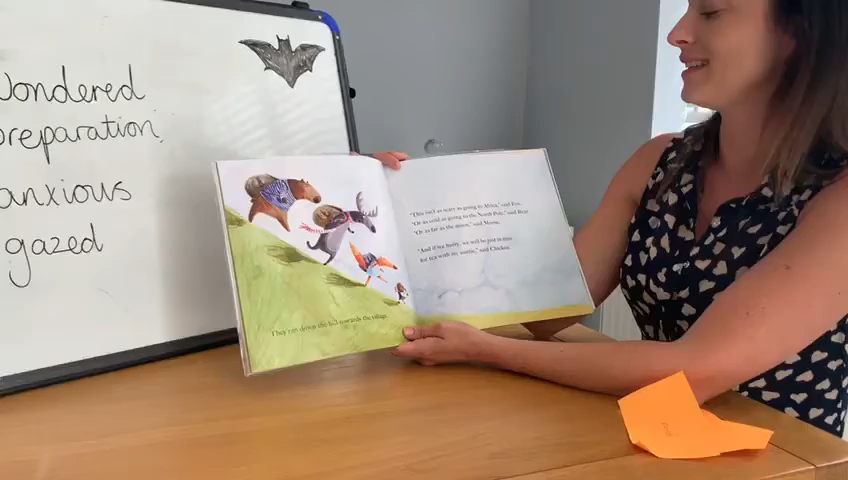 Wondered
preparation.
anxious
gazed
They ran down the hill towards the village.
"This isn't as scary as going to Africa," said Fox.
"Or as cold as going to the North Pole," said Bear.
"Or as far as the moon," said Moose.
"And if we hurry, we will be just in time
for tea with my auntie," said Chicken.